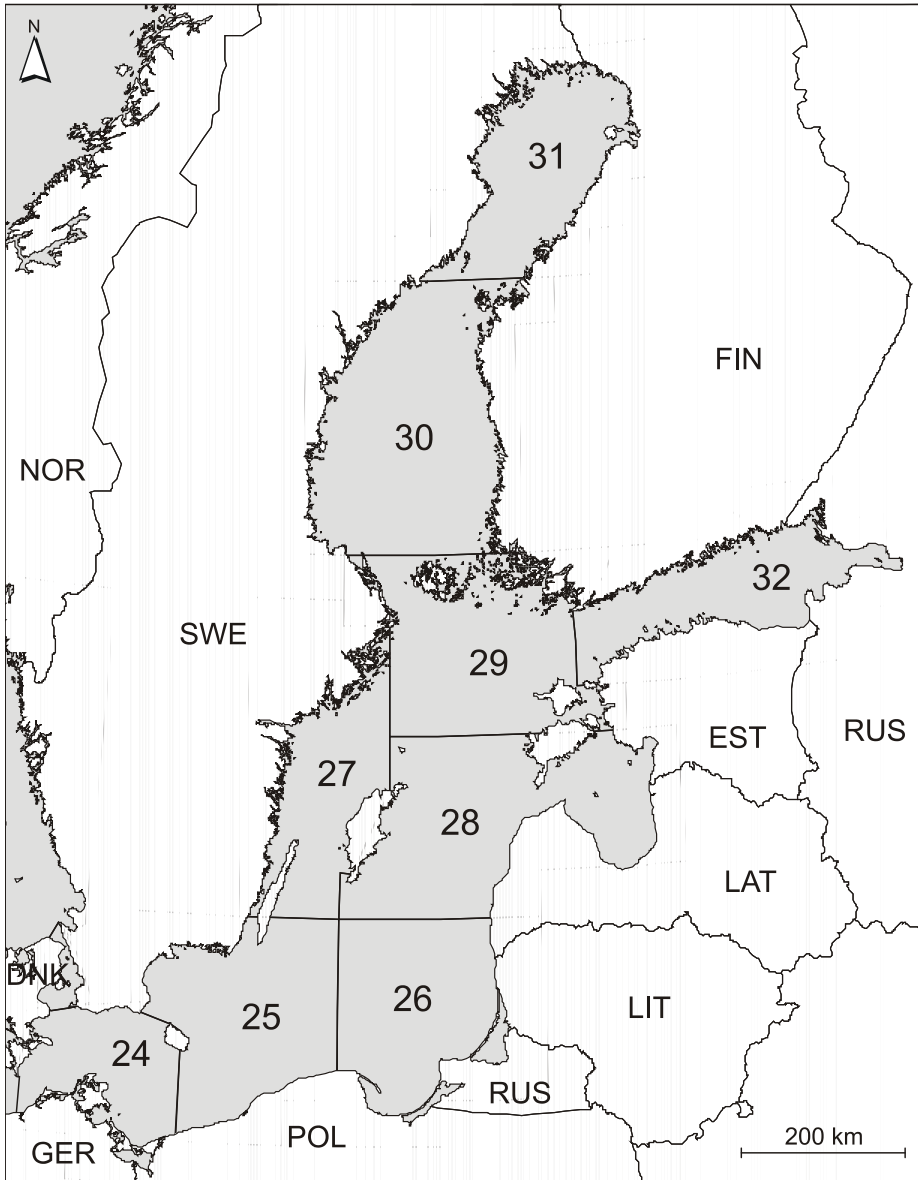 N
31
FIN
30
NOR
32
SWE
29
EST
RUS
27
28
LAT
DNK
25
26
LIT
24
RUS
POL
200 km
GER